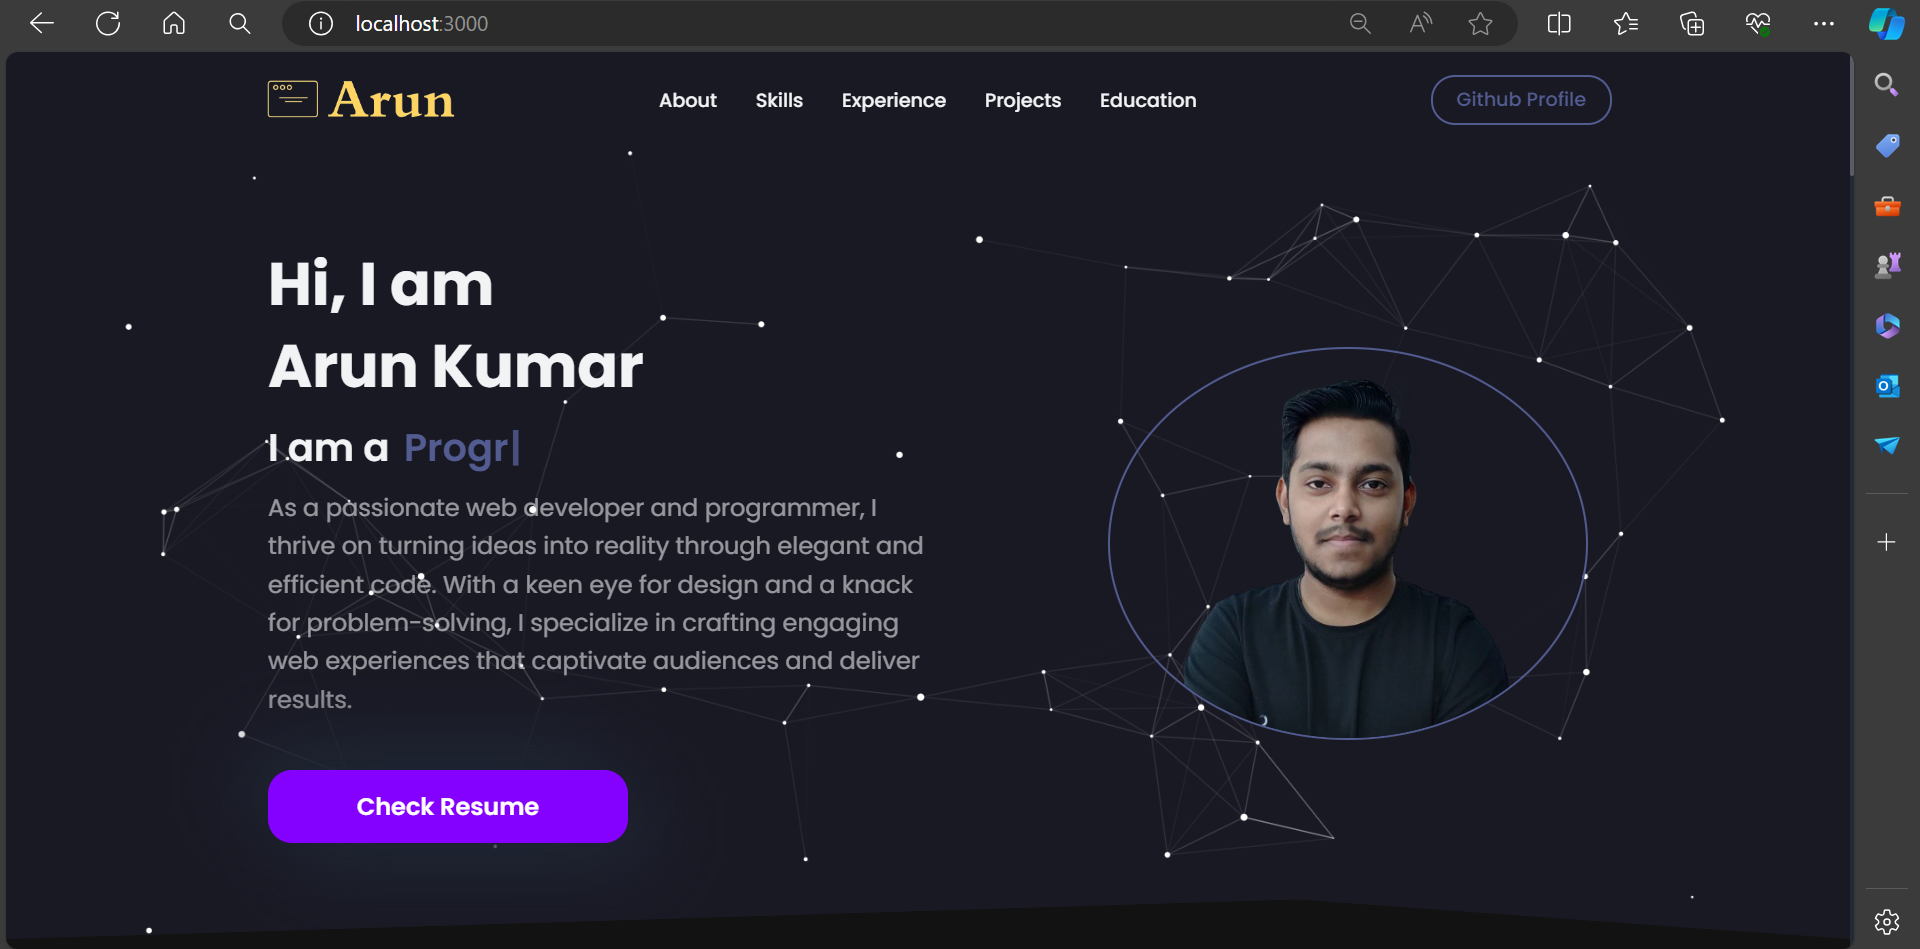 localhost:3000
Arun
About Skills Experience Projects Education
Github Profile
Hi, I am
Arun Kumar
I am a Progr|
As a passionate web developer and programmer, I
thrive on turning ideas into reality through elegant and
efficient code. With a keen eye for design and a knack
for problem-solving, I specialize in crafting engaging
web experiences that captivate audiences and deliver
results.
Check Resume